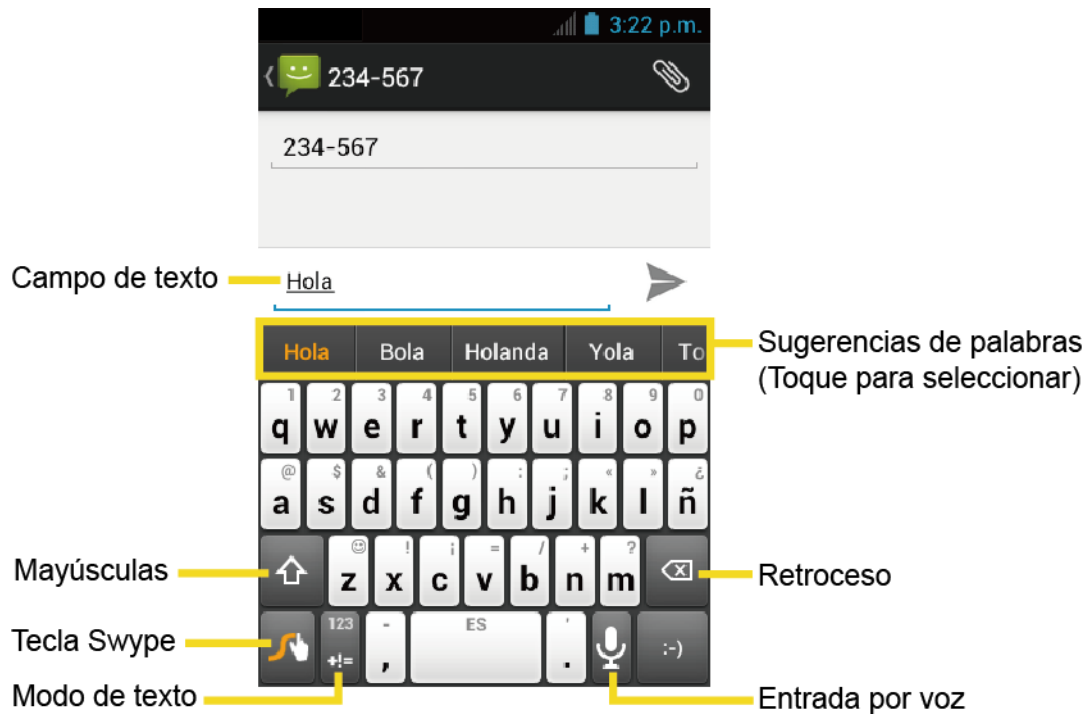 3:22 p.m.
234-567
234-567
Campo de texto
Hola
Hola Bola Holanda Yola To
Sugerencias de palabras
(Toque para seleccionar)
1 2 3 4 5 6 7 8 9 0
q w e r t y u i o p
@ $ & ( ) : ; « » ¿
a s d f g h j k l ñ
! ¡ = / + ?
z x c v b n m
Mayúsculas
Retroceso
Tecla Swype
123 - ES '
+!= , . :-)
Modo de texto
Entrada por voz